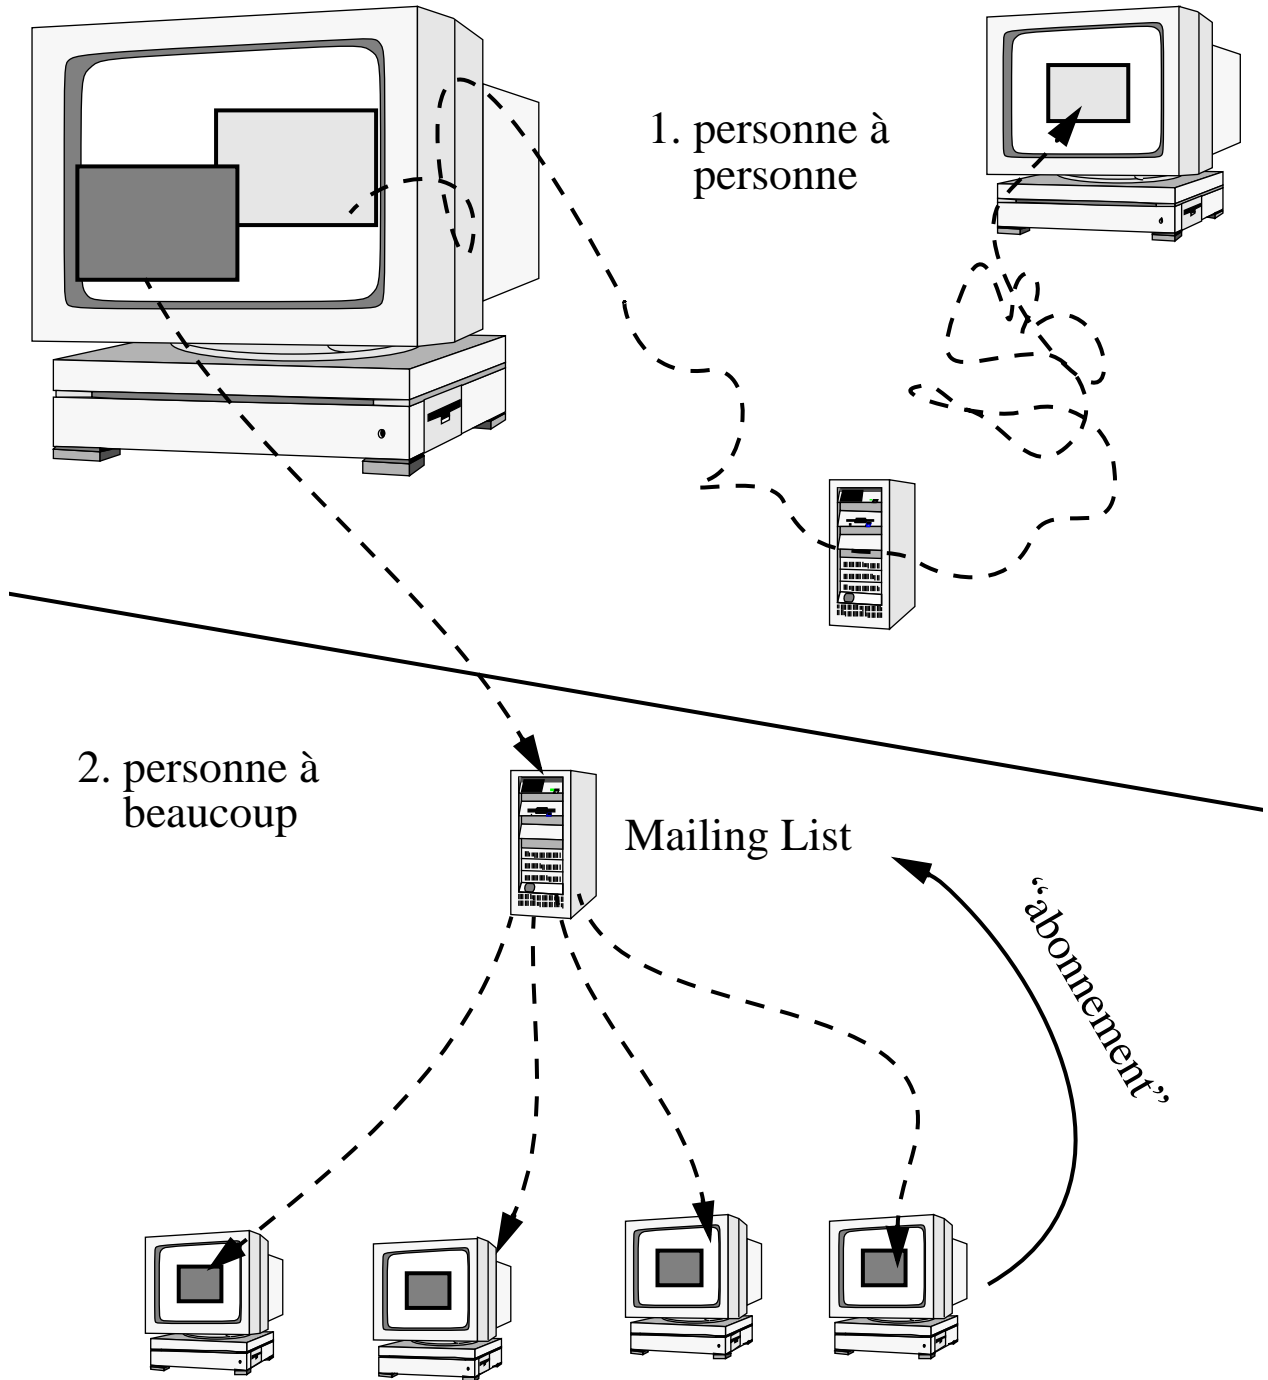 1. personne à
personne
2. personne à
beaucoup
Mailing List
“abonnement”